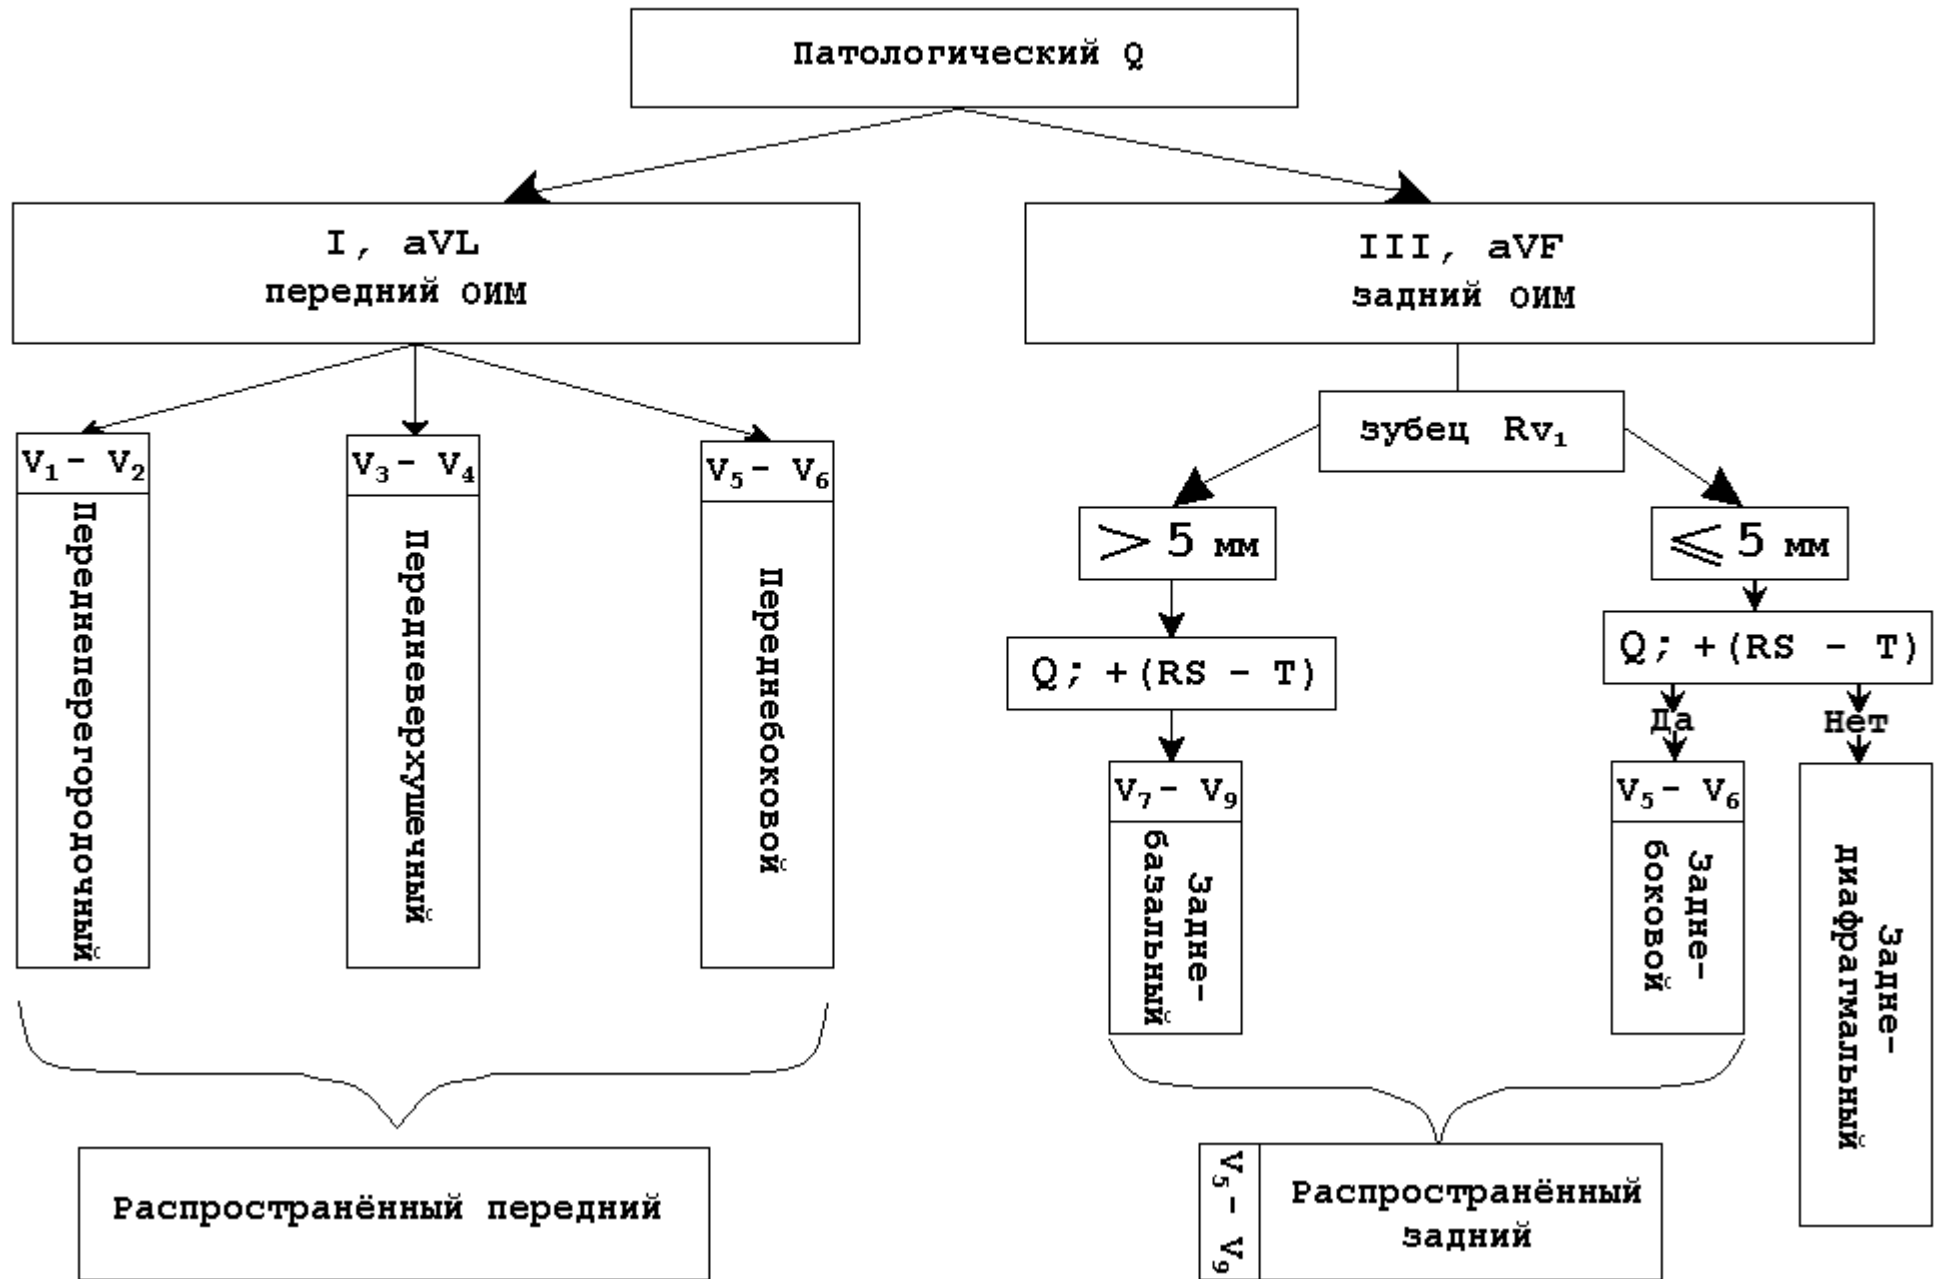 Патологический Q
I, aVL
передний ОИМ
III, aVF
задний ОИМ
зубец Rv₁
V₁ - V₂
Переднеперегородочный
V₃ - V₄
Передневерхушечный
V₅ - V₆
Переднебоковой
> 5 мм
⩽ 5 мм
Q; +(RS - T)
Q; +(RS - T)
Да
Нет
V₇ - V₉
Задне-
базальный
V₅ - V₆
Задне-
боковой
Задне-
диафрагмальный
Распространённый передний
V₅ - V₉
Распространённый
задний